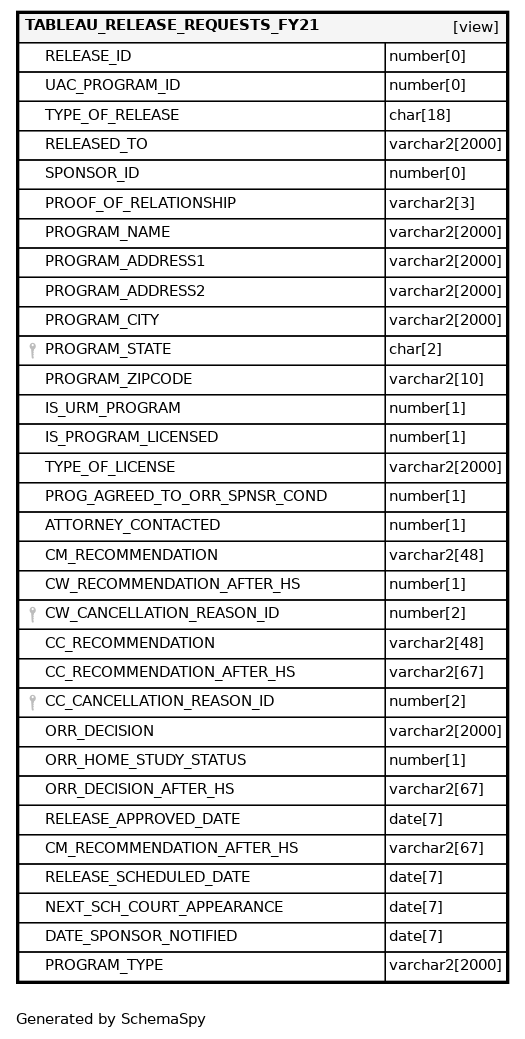 TABLEAU_RELEASE_REQUESTS_FY21 [view]
RELEASE_ID number[0]
UAC_PROGRAM_ID number[0]
TYPE_OF_RELEASE char[18]
RELEASED_TO varchar2[2000]
SPONSOR_ID number[0]
PROOF_OF_RELATIONSHIP varchar2[3]
PROGRAM_NAME varchar2[2000]
PROGRAM_ADDRESS1 varchar2[2000]
PROGRAM_ADDRESS2 varchar2[2000]
PROGRAM_CITY varchar2[2000]
PROGRAM_STATE char[2]
PROGRAM_ZIPCODE varchar2[10]
IS_URM_PROGRAM number[1]
IS_PROGRAM_LICENSED number[1]
TYPE_OF_LICENSE varchar2[2000]
PROG_AGREED_TO_ORR_SPNSR_COND number[1]
ATTORNEY_CONTACTED number[1]
CM_RECOMMENDATION varchar2[48]
CW_RECOMMENDATION_AFTER_HS number[1]
CW_CANCELLATION_REASON_ID number[2]
CC_RECOMMENDATION varchar2[48]
CC_RECOMMENDATION_AFTER_HS varchar2[67]
CC_CANCELLATION_REASON_ID number[2]
ORR_DECISION varchar2[2000]
ORR_HOME_STUDY_STATUS number[1]
ORR_DECISION_AFTER_HS varchar2[67]
RELEASE_APPROVED_DATE date[7]
CM_RECOMMENDATION_AFTER_HS varchar2[67]
RELEASE_SCHEDULED_DATE date[7]
NEXT_SCH_COURT_APPEARANCE date[7]
DATE_SPONSOR_NOTIFIED date[7]
PROGRAM_TYPE varchar2[2000]
Generated by SchemaSpy